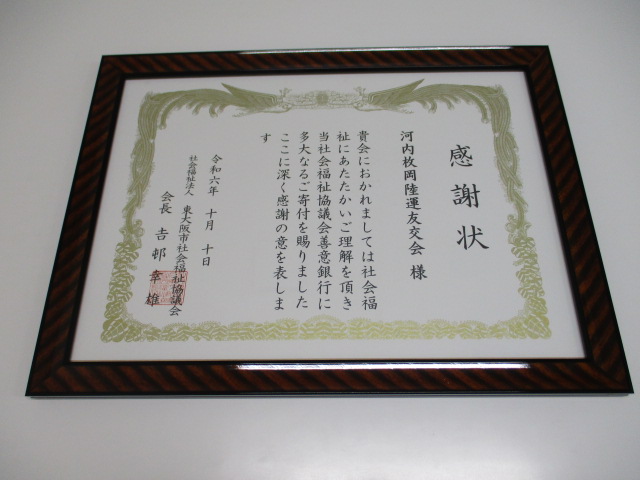 感謝状
河内枚岡陸運友交会 様
貴会におかれましては社会福
祉にあたたかいご理解を頂き
当社会福祉協議会善意銀行に
多大なるご寄付を賜りました
ここに深く感謝の意を表しま
す
令和六年 十月 十日
社会福祉法人 東大阪市社会福祉協議会
会長 𠮷邨 幸雄